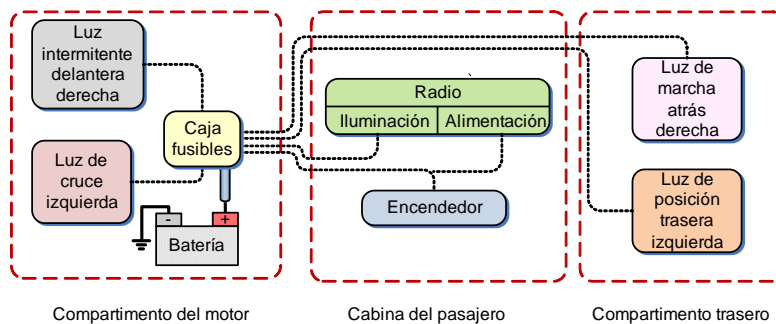 Luz
intermitente
delantera
derecha
Luz de
cruce
izquierda
Caja
fusibles
- +
Batería
Radio
Iluminación Alimentación
Encendedor
Luz de
marcha
atrás
derecha
Luz de
posición
trasera
izquierda
Compartimento del motor
Cabina del pasajero
Compartimento trasero